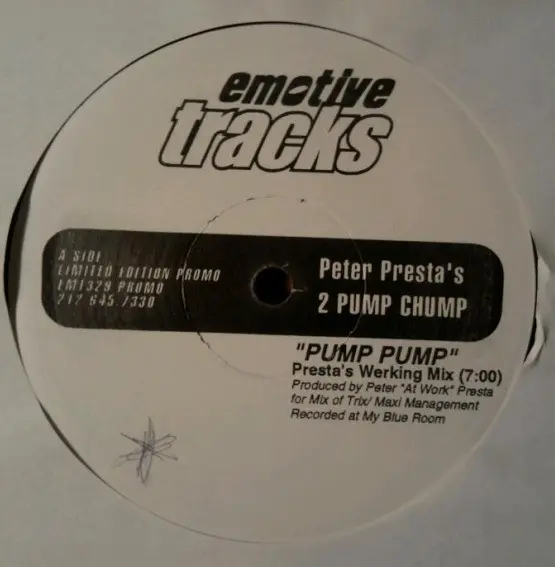 emotive
tracks
A SIDE
LIMITED EDITION PROMO
EMT329 PROMO
212 645.7330
Peter Presta's
2 PUMP CHUMP
"PUMP PUMP"
Presta's Werking Mix (7:00)
Produced by Peter "At Work" Presta
for Mix of Trix/ Maxi Management
Recorded at My Blue Room